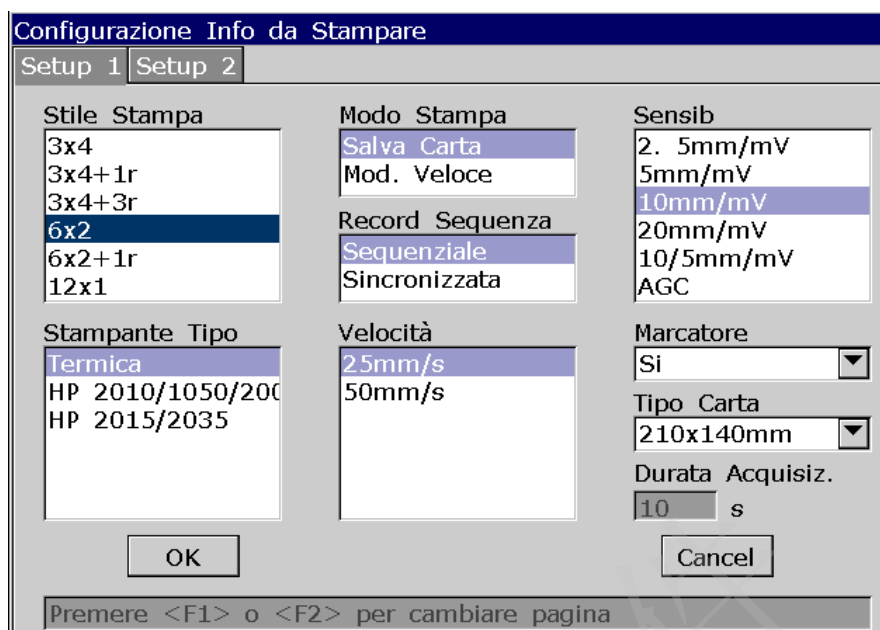 Configurazione Info da Stampare
Setup 1 Setup 2
Stile Stampa
3x4
3x4+1r
3x4+3r
6x2
6x2+1r
12x1
Modo Stampa
Salva Carta
Mod. Veloce
Record Sequenza
Sequenziale
Sincronizzata
Sensib
2. 5mm/mV
5mm/mV
10mm/mV
20mm/mV
10/5mm/mV
AGC
Stampante Tipo
Termica
HP 2010/1050/200
HP 2015/2035
Velocità
25mm/s
50mm/s
Marcatore
Si
Tipo Carta
210x140mm
Durata Acquisiz.
10 s
OK
Cancel
Premere <F1> o <F2> per cambiare pagina